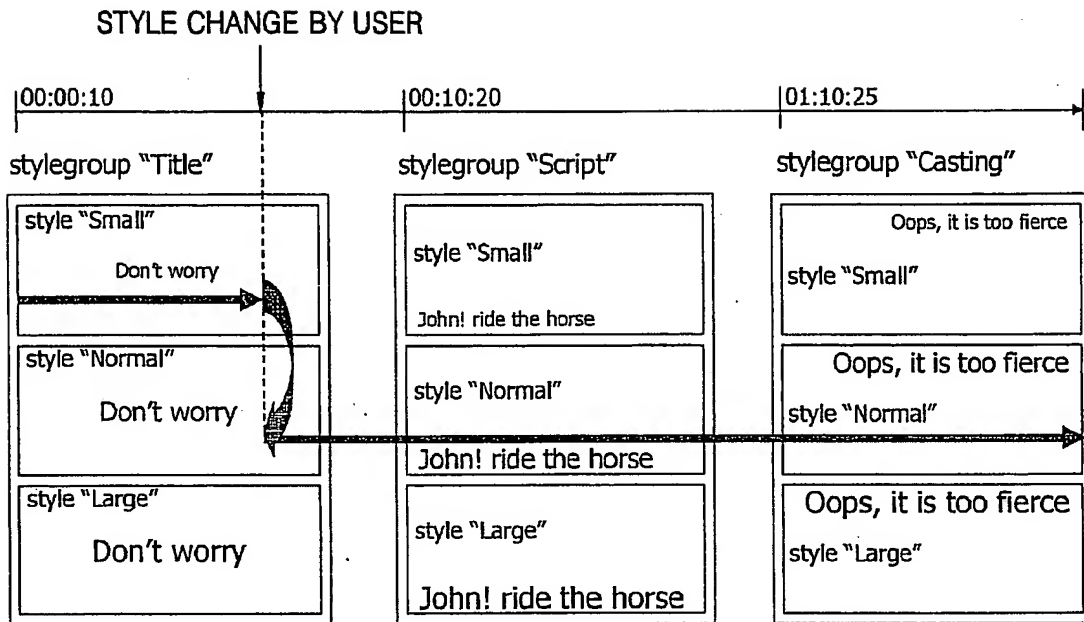 STYLE CHANGE BY USER
00:00:10
00:10:20
01:10:25
stylegroup "Title"
stylegroup "Script"
stylegroup "Casting"
style "Small"
Don't worry
style "Normal"
Don't worry
style "Large"
Don't worry
style "Small"
John! ride the horse
style "Normal"
John! ride the horse
style "Large"
John! ride the horse
Oops, it is too fierce
style "Small"
Oops, it is too fierce
style "Normal"
Oops, it is too fierce
style "Large"